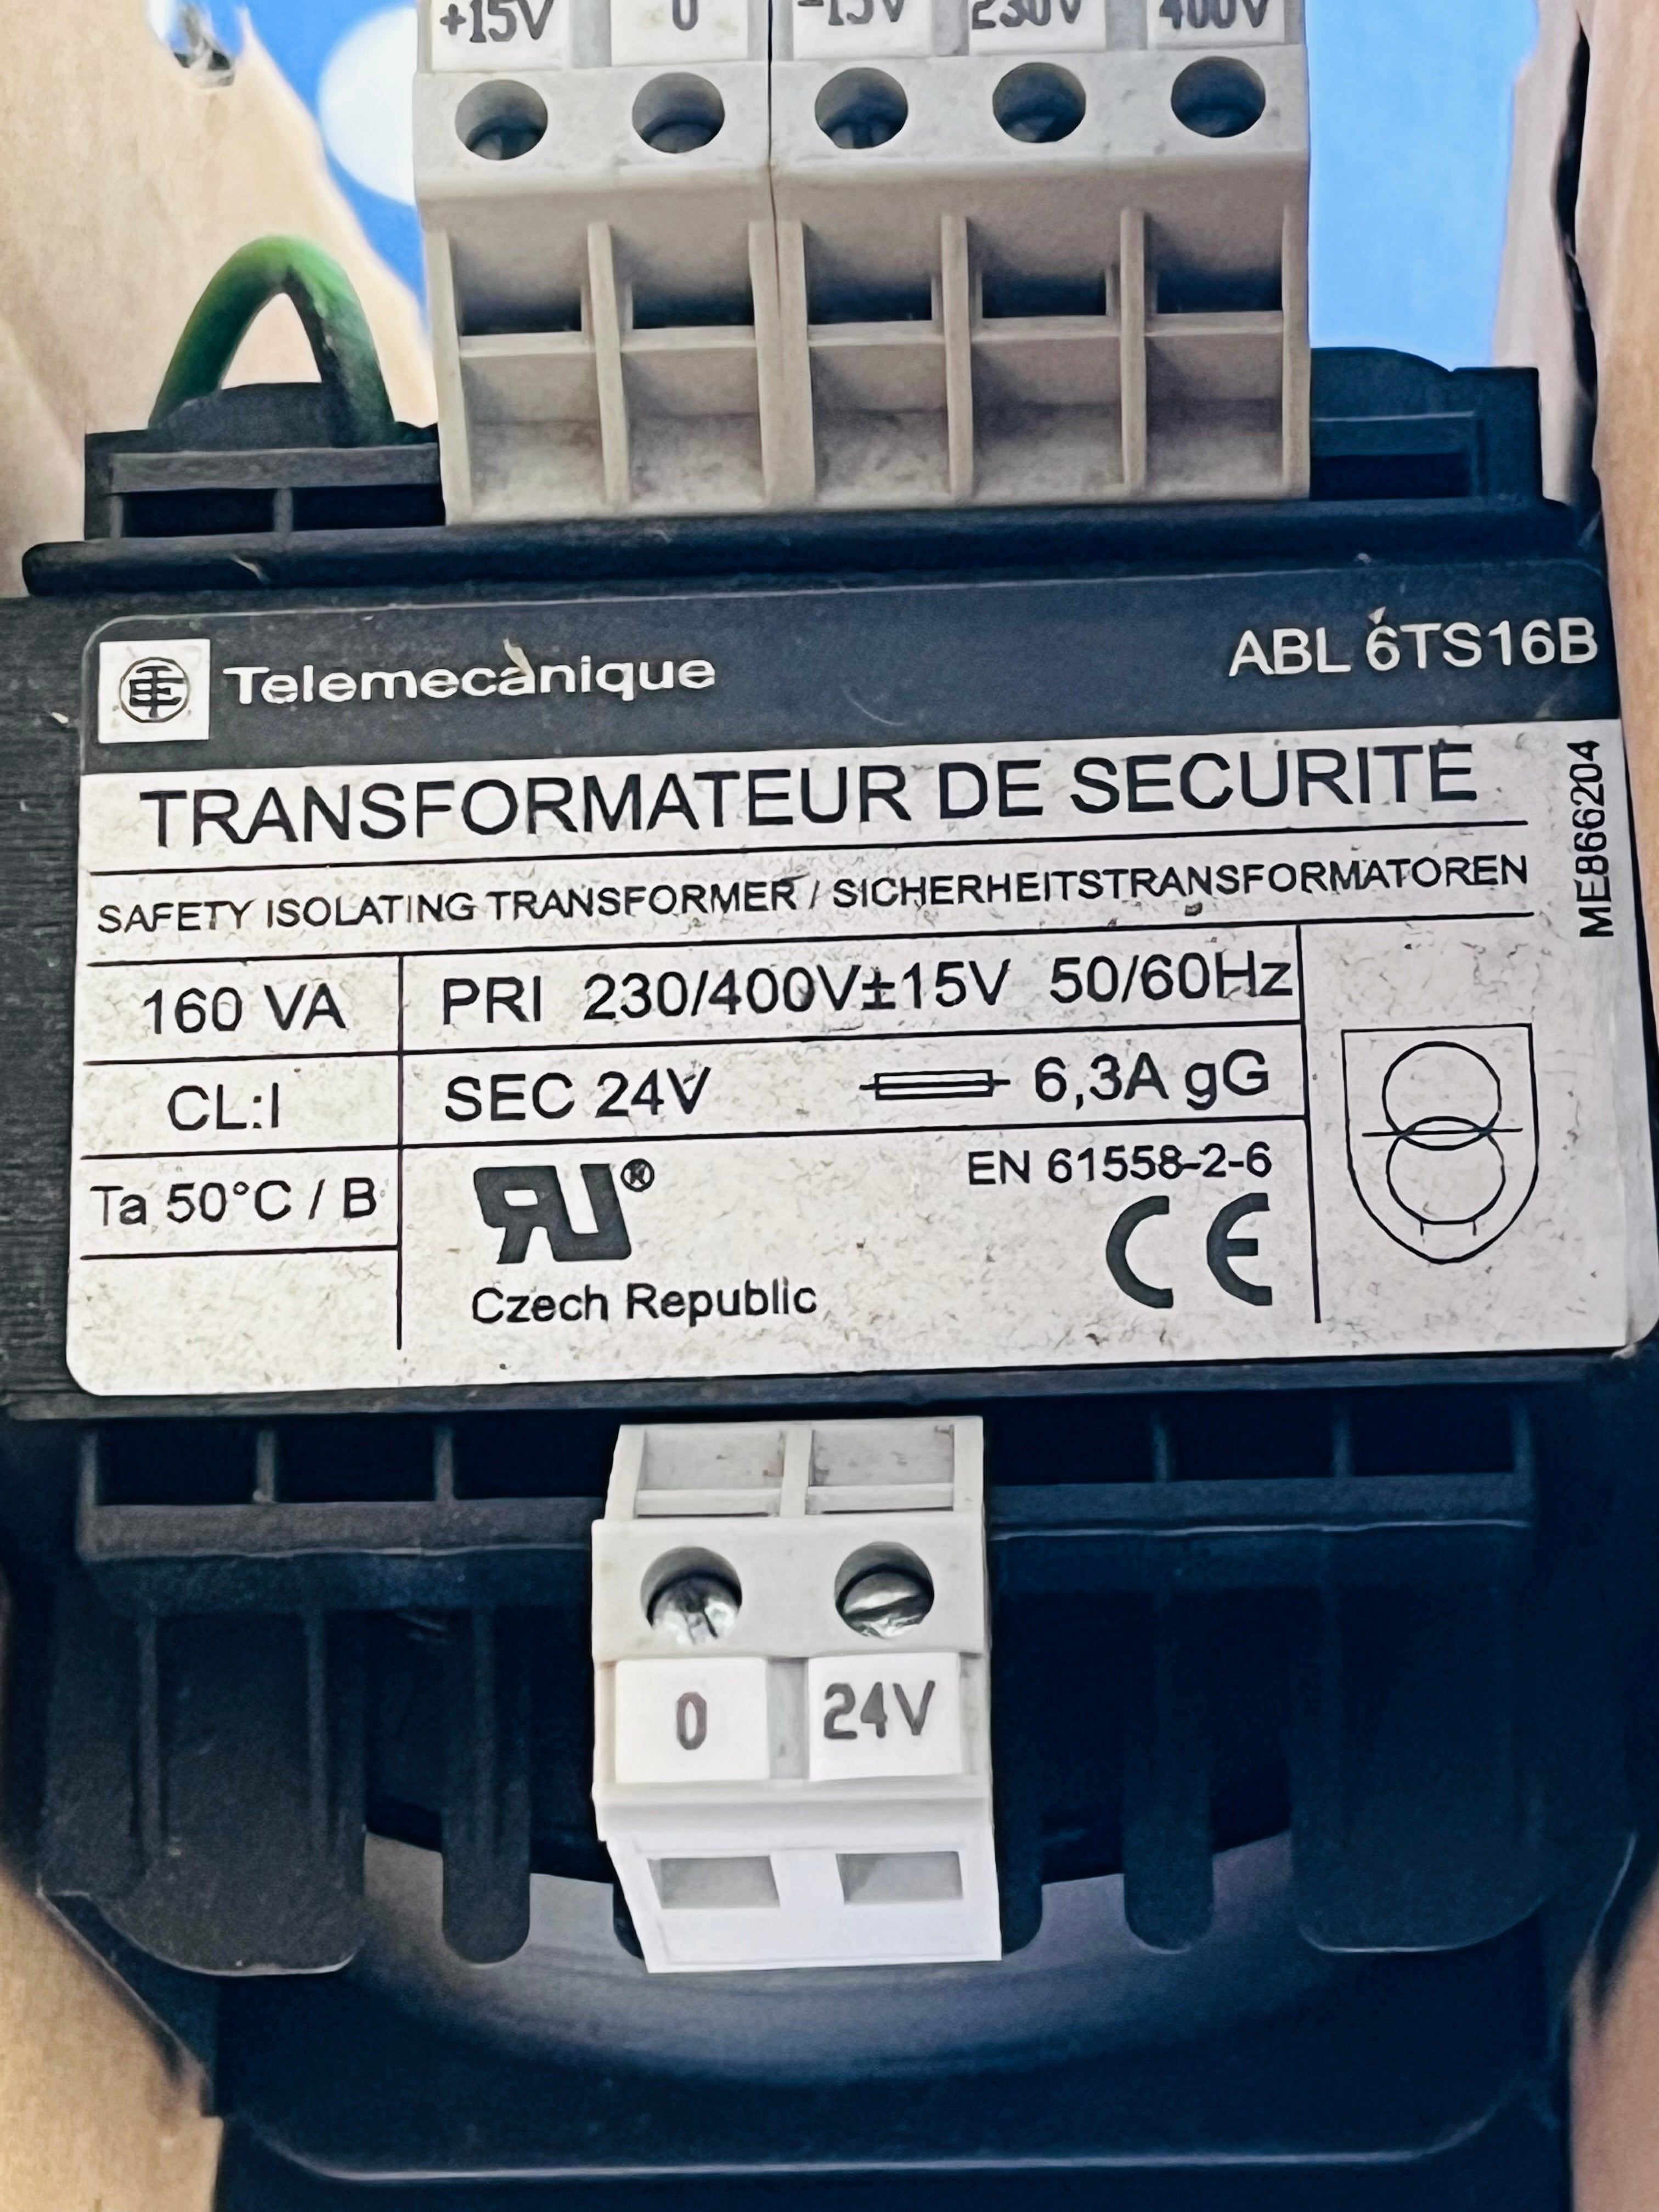 +15V 0 -15V 230V 400V
Telemecanique
ABL 6TS16B
TRANSFORMATEUR DE SECURITE
SAFETY ISOLATING TRANSFORMER / SICHERHEITSTRANSFORMATOREN
ME866204
160 VA PRI 230/400V±15V 50/60Hz
CL:I SEC 24V 6,3A gG
Ta 50°C / B
EN 61558-2-6
RU®
CE
Czech Republic
0 24V